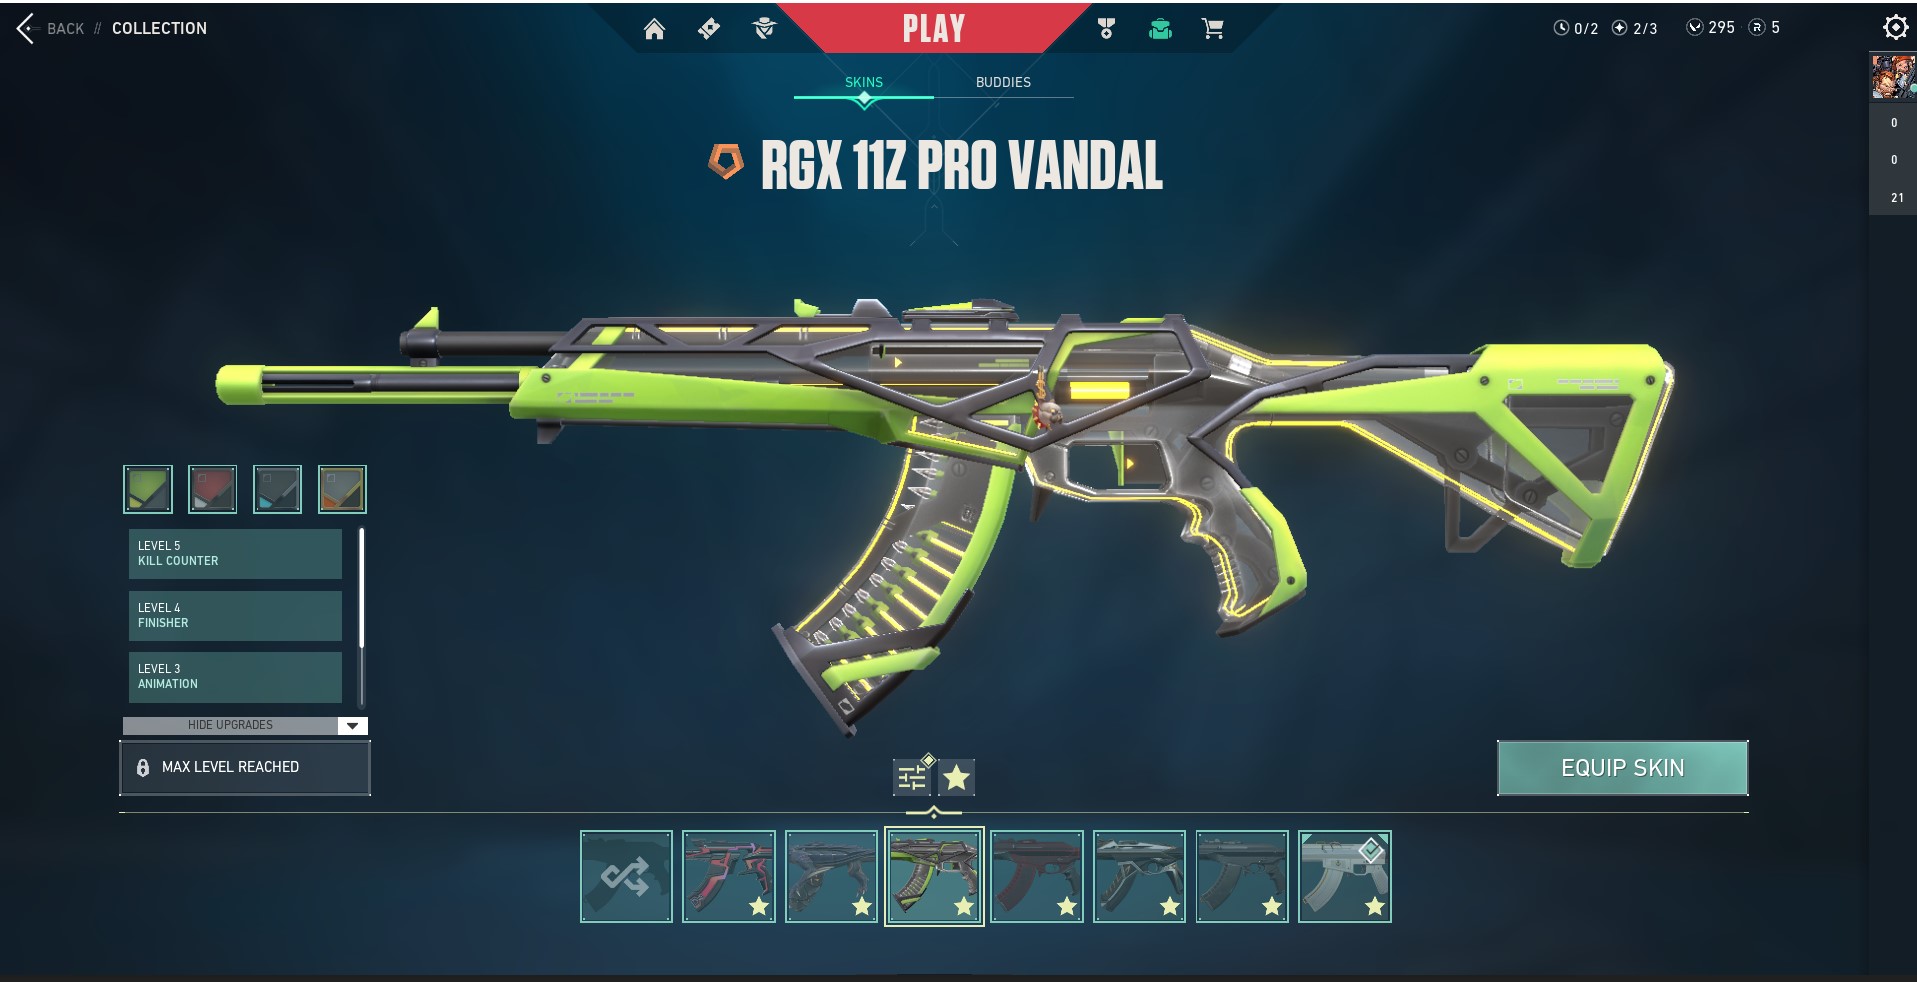 BACK // COLLECTION
PLAY
0/2 2/3 295 R 5
SKINS BUDDIES
RGX 11Z PRO VANDAL
0
0
21
LEVEL 5
KILL COUNTER
LEVEL 4
FINISHER
LEVEL 3
ANIMATION
HIDE UPGRADES
MAX LEVEL REACHED
EQUIP SKIN